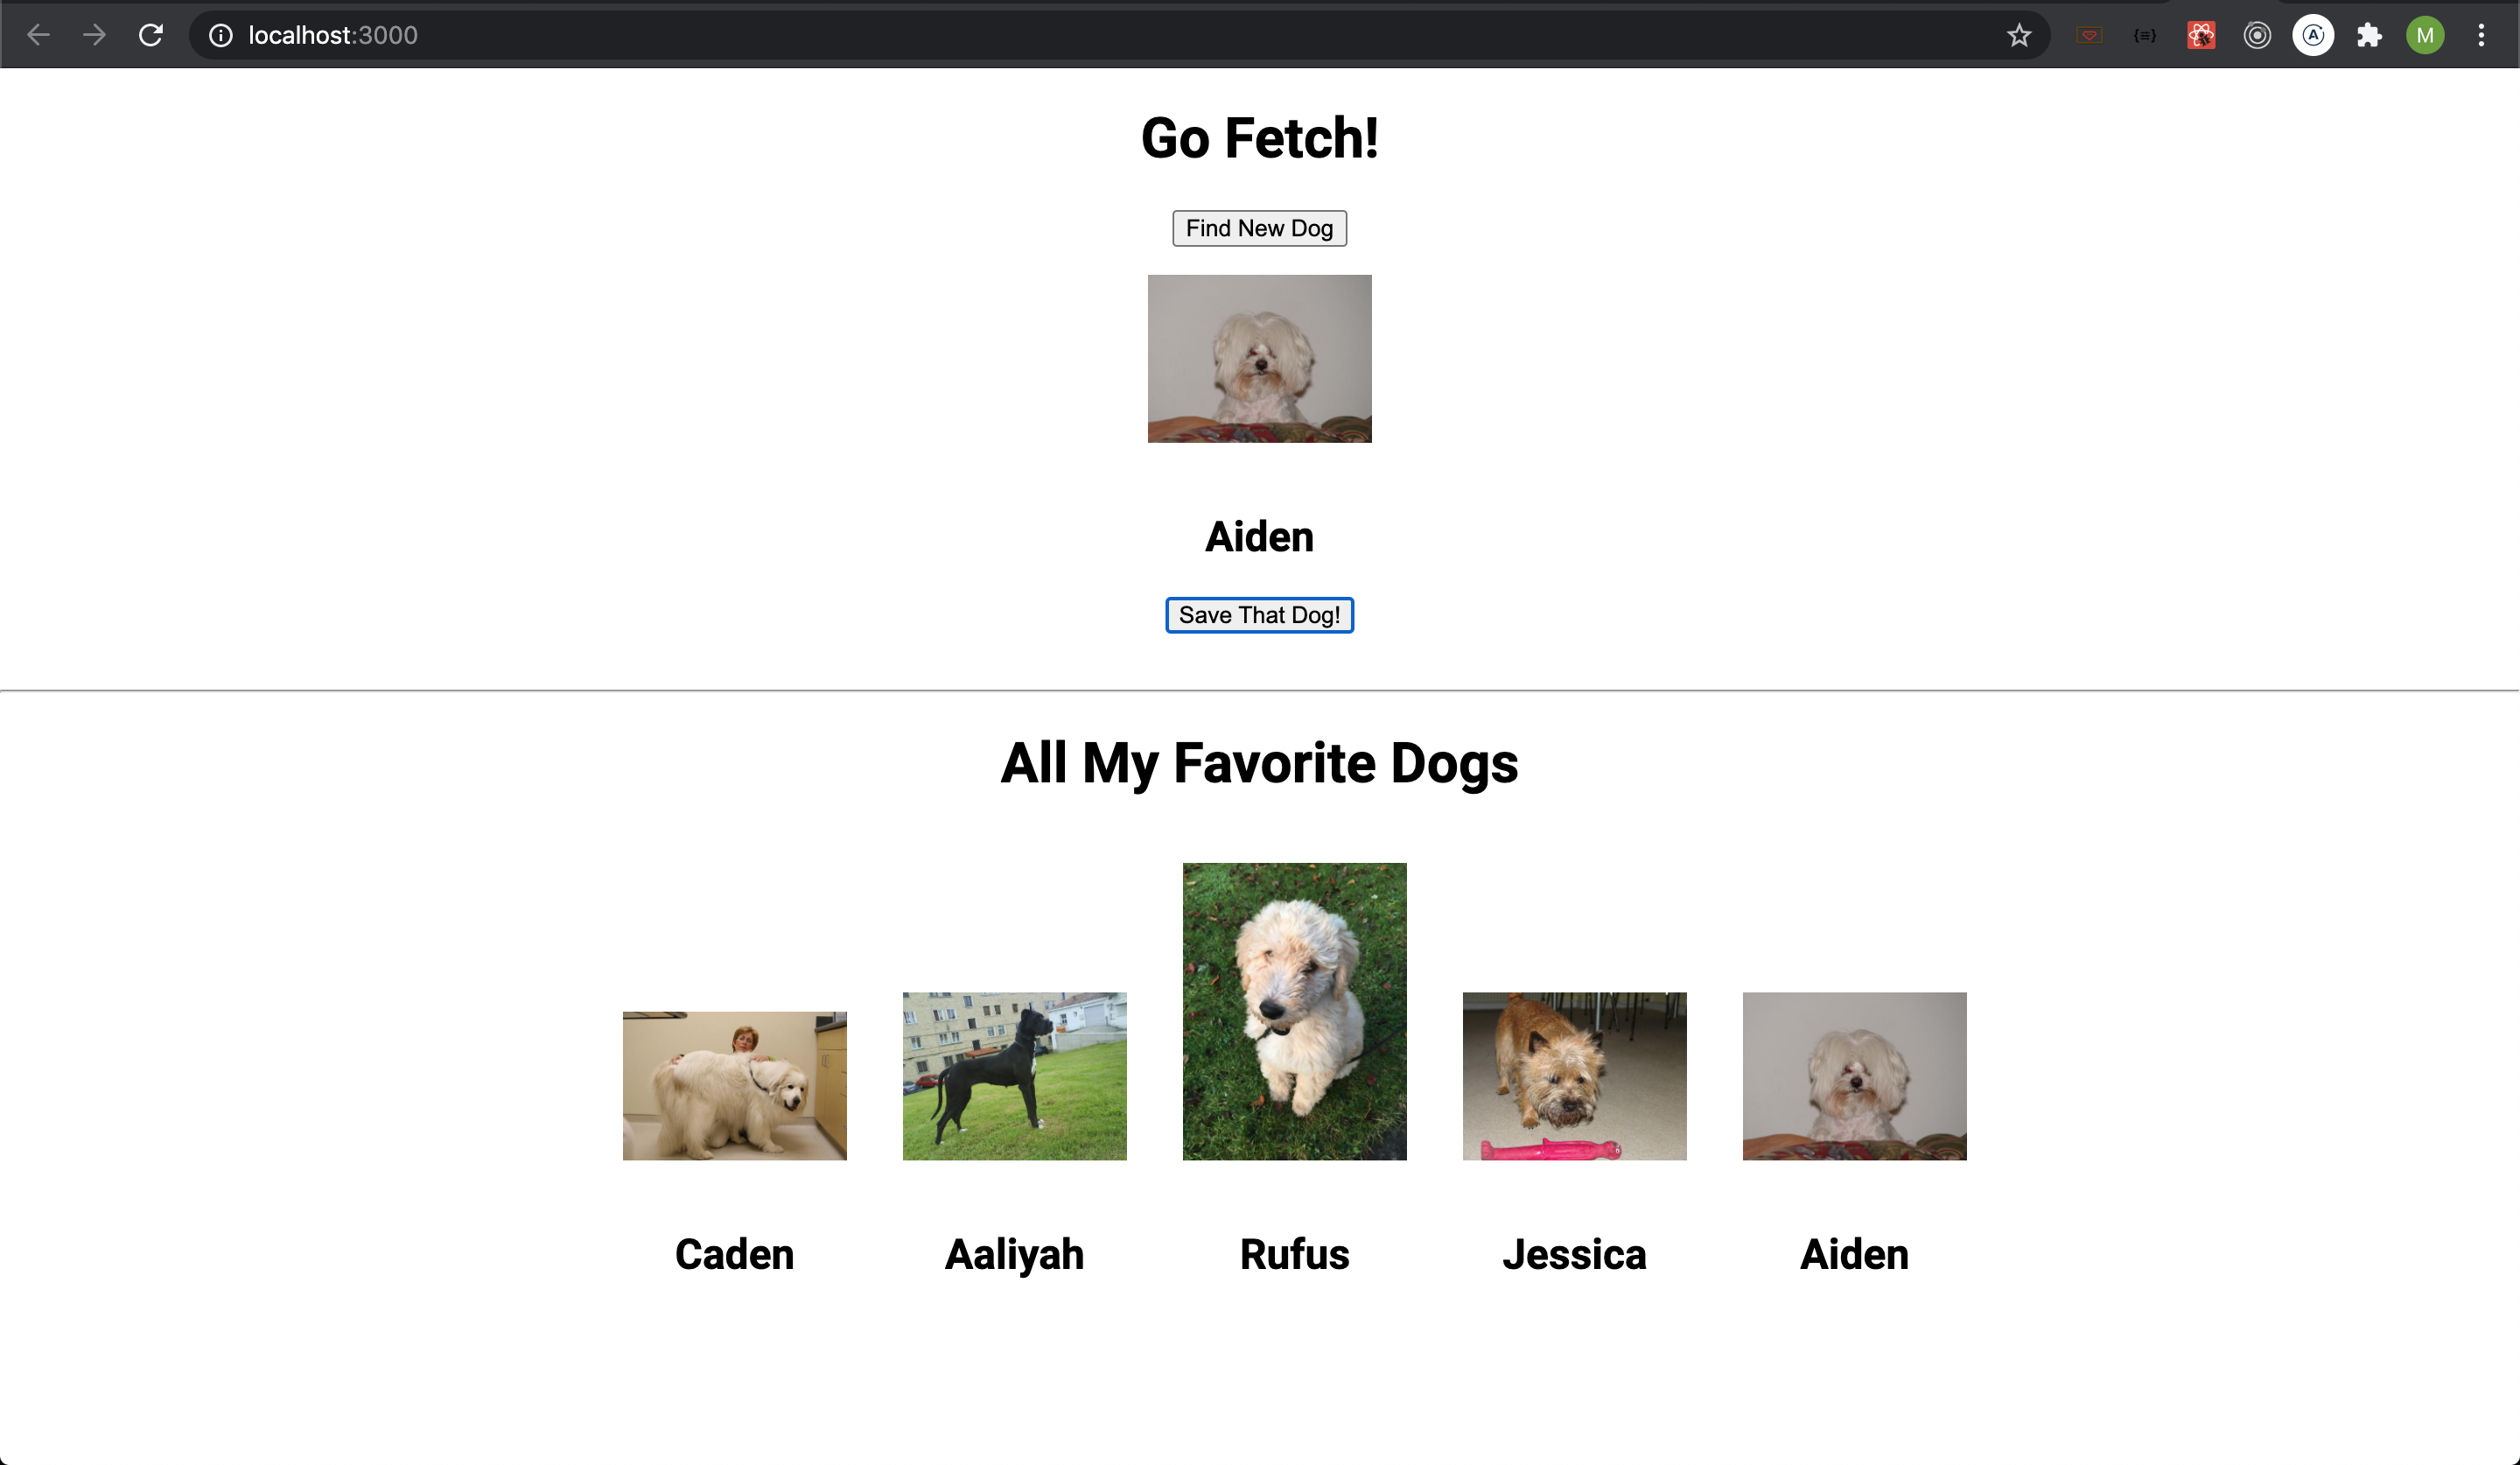 localhost:3000
A
M
Go Fetch!
Find New Dog
Aiden
Save That Dog!
All My Favorite Dogs
Caden
Aaliyah
Rufus
Jessica
Aiden